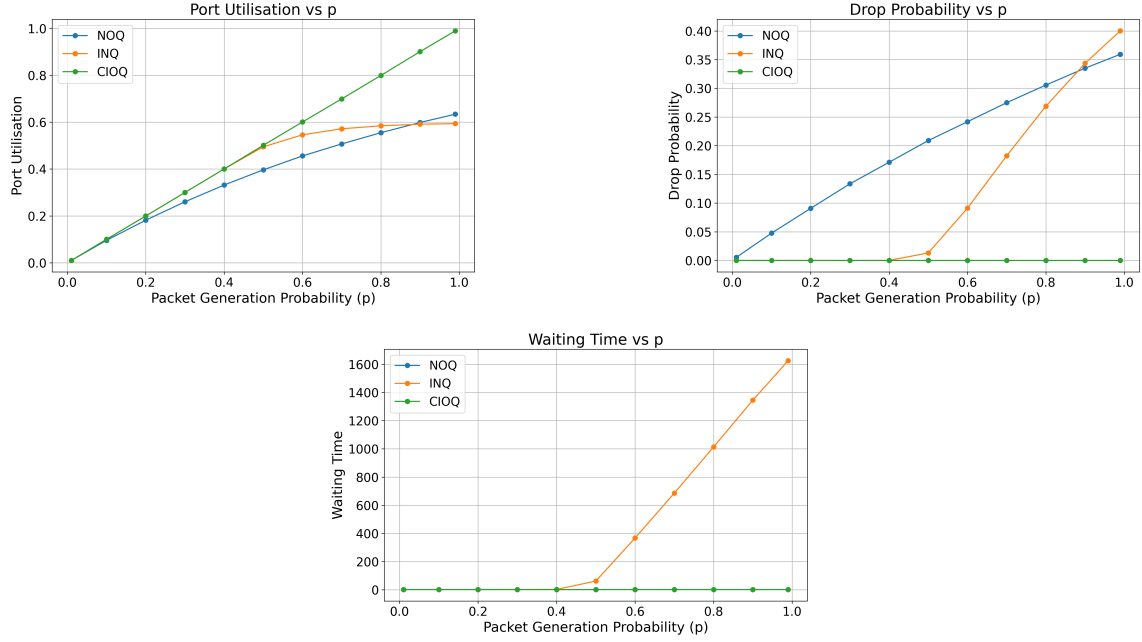 Port Utilisation vs p
1.0
0.8
0.6
0.4
0.2
0.0
Port Utilisation
NOQ
INQ
CIOQ
0.0 0.2 0.4 0.6 0.8 1.0
Packet Generation Probability (p)
Drop Probability vs p
0.40
0.35
0.30
0.25
0.20
0.15
0.10
0.05
0.00
Drop Probability
NOQ
INQ
CIOQ
0.0 0.2 0.4 0.6 0.8 1.0
Packet Generation Probability (p)
Waiting Time vs p
1600
1400
1200
1000
800
600
400
200
0
Waiting Time
NOQ
INQ
CIOQ
0.0 0.2 0.4 0.6 0.8 1.0
Packet Generation Probability (p)